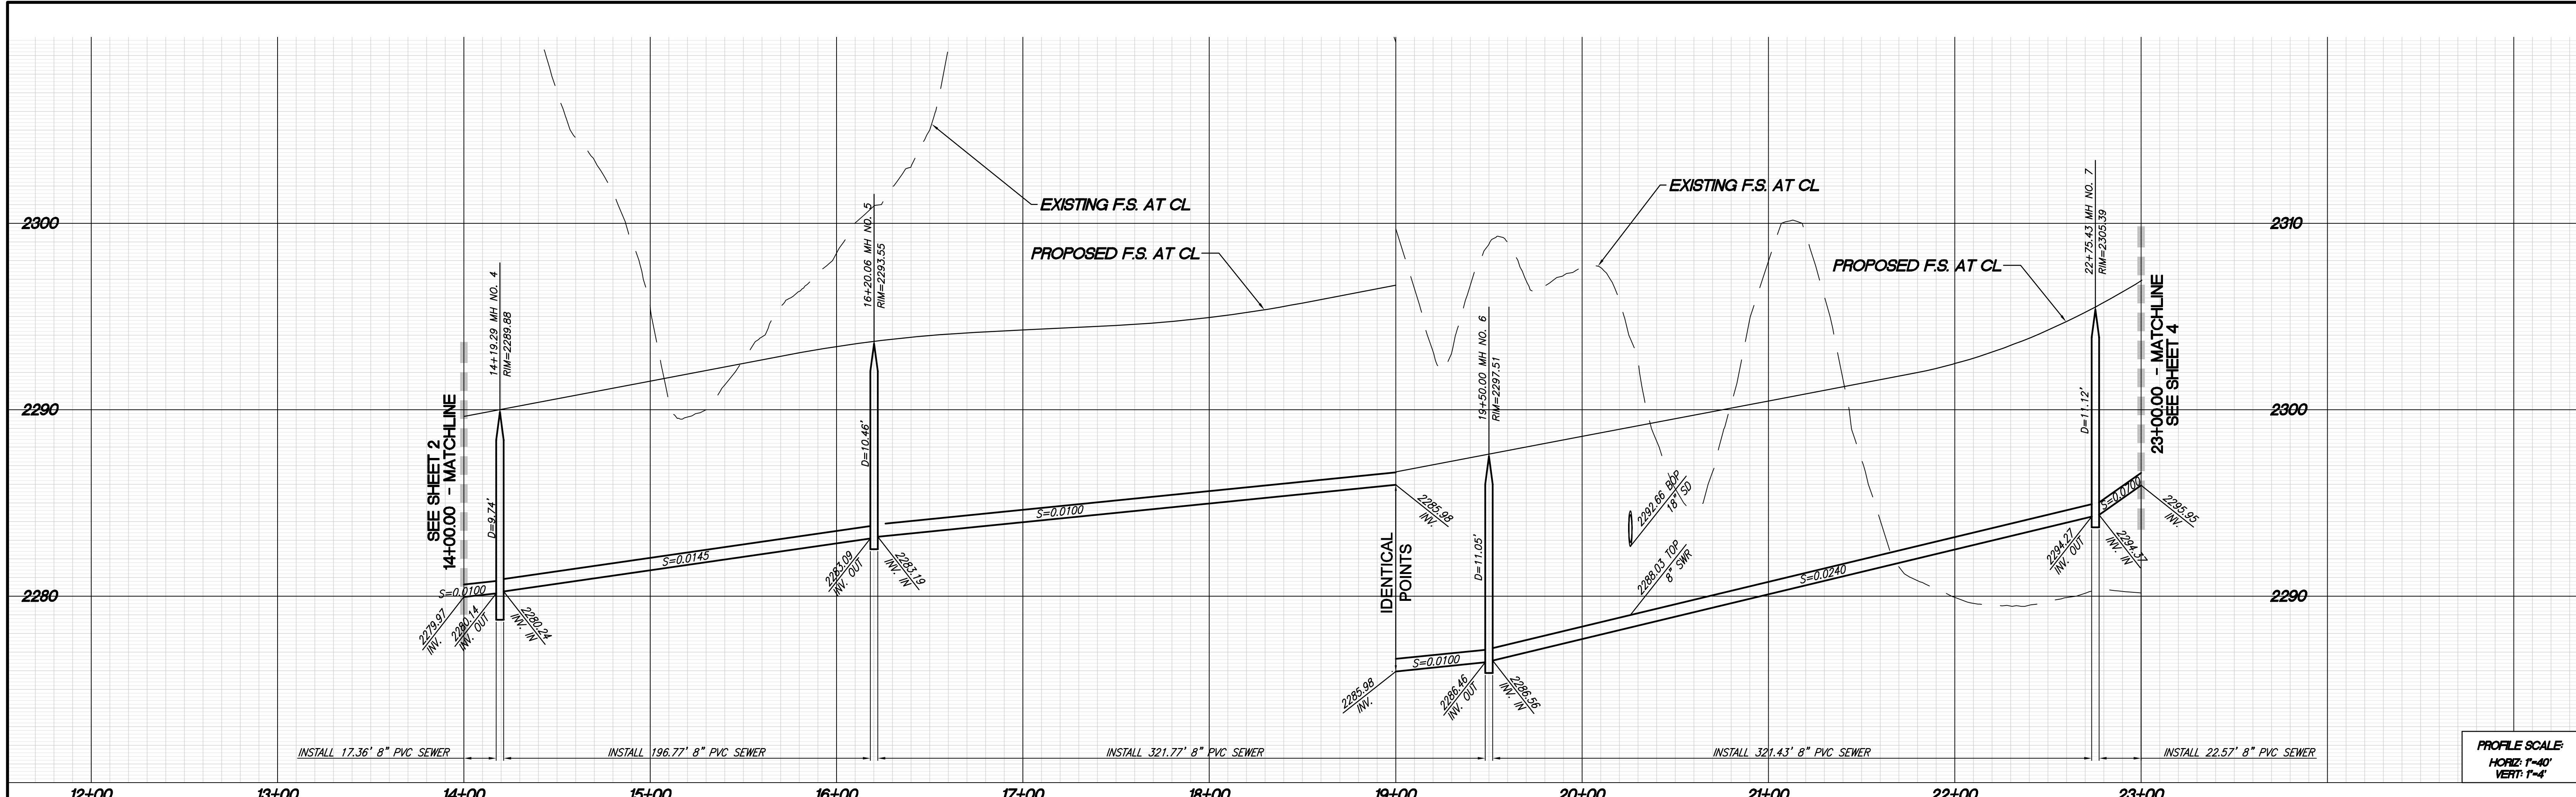 2300
2290
2280
SEE SHEET 2
14+00.00 - MATCHLINE
14+19.29 MH NO. 4
RIM=2289.88
D=9.74'
S=0.0100
2279.97
INV.
2280.14
INV. OUT
2280.24
INV. IN
S=0.0145
16+20.06 MH NO. 5
RIM=2293.55
D=10.46'
2283.09
INV. OUT
2283.19
INV. IN
EXISTING F.S. AT CL
PROPOSED F.S. AT CL
S=0.0100
2285.98
INV.
IDENTICAL
POINTS
2285.98
INV.
S=0.0100
19+50.00 MH NO. 6
RIM=2297.51
D=11.05'
2286.46
INV. OUT
2286.56
INV. IN
EXISTING F.S. AT CL
2292.66 BOP
18" SD
2288.03 TOP
8" SWR
S=0.0240
PROPOSED F.S. AT CL
22+75.43 MH NO. 7
RIM=2305.39
D=11.12'
2294.27
INV. OUT
2294.37
INV. IN
S=0.0700
2295.95
INV.
23+00.00 - MATCHLINE
SEE SHEET 4
2310
2300
2290
INSTALL 17.36' 8" PVC SEWER
INSTALL 196.77' 8" PVC SEWER
INSTALL 321.77' 8" PVC SEWER
INSTALL 321.43' 8" PVC SEWER
INSTALL 22.57' 8" PVC SEWER
PROFILE SCALE:
HORIZ: 1"=40'
VERT: 1"=4'
12+00 13+00 14+00 15+00 16+00 17+00 18+00 19+00 20+00 21+00 22+00 23+00